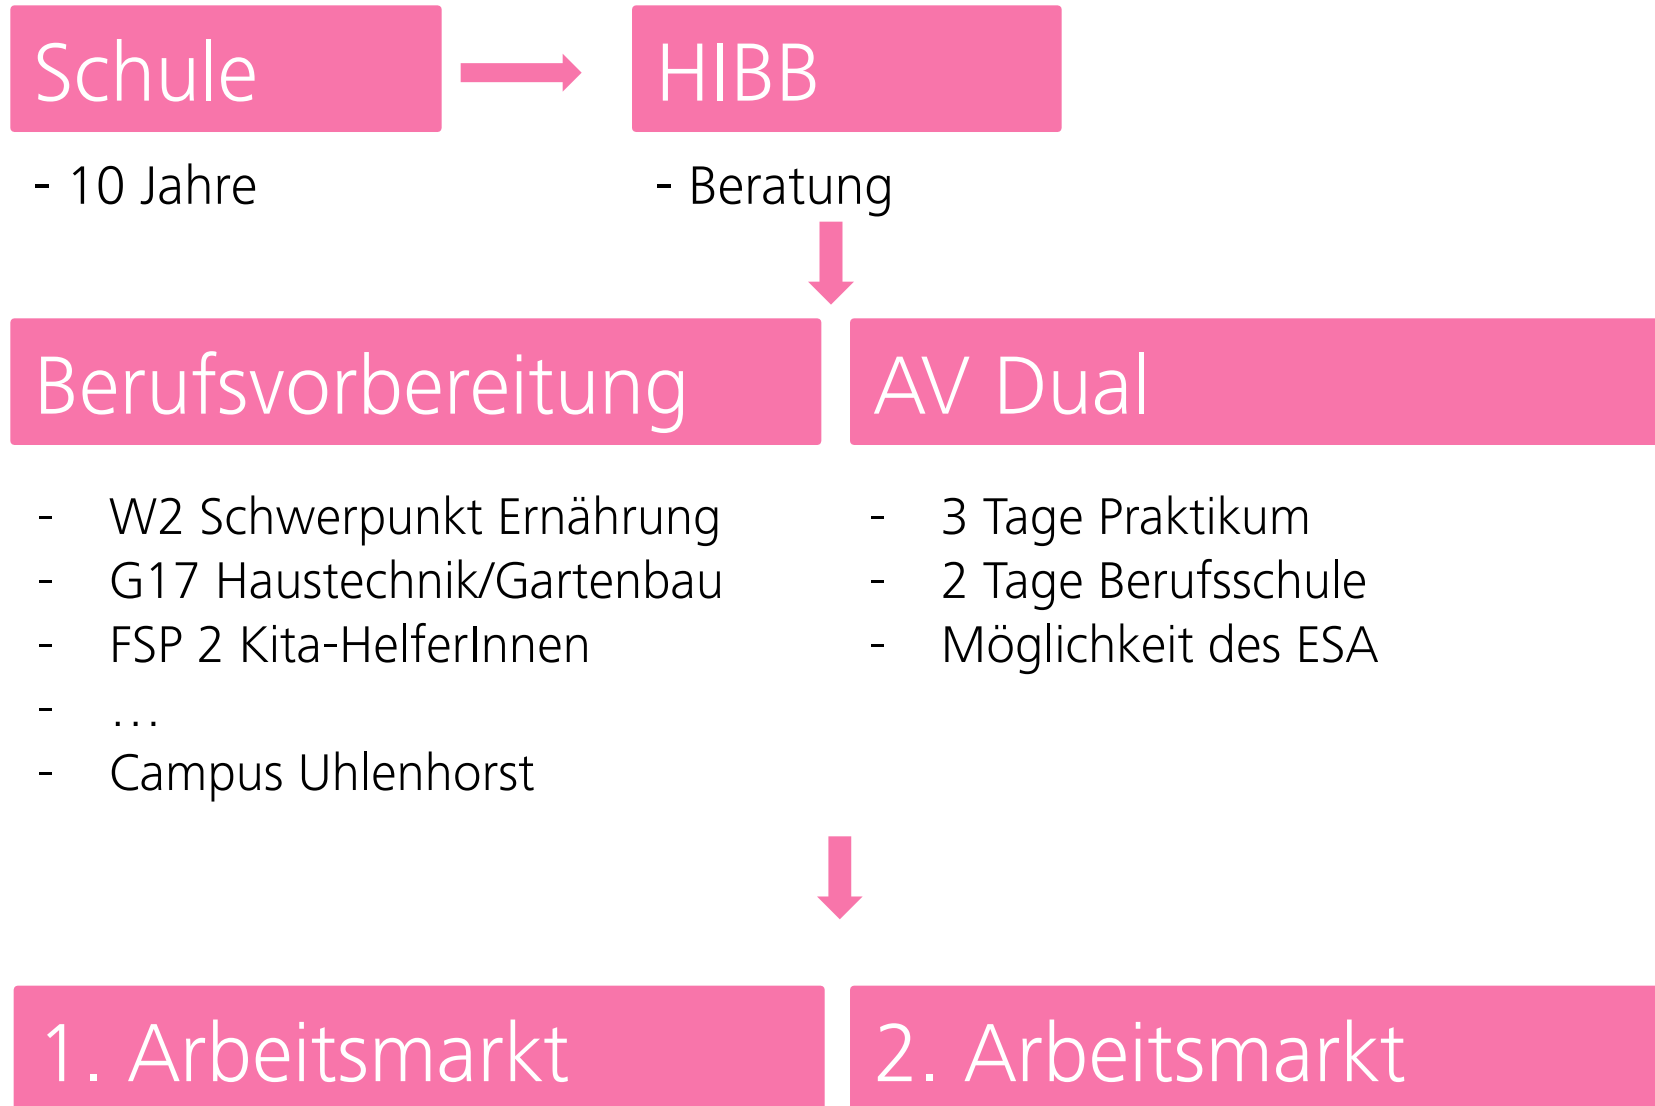 Schule
HIBB
- 10 Jahre
- Beratung
Berufsvorbereitung
AV Dual
- W2 Schwerpunkt Ernährung
- G17 Haustechnik/Gartenbau
- FSP 2 Kita-HelferInnen
- ...
- Campus Uhlenhorst
- 3 Tage Praktikum
- 2 Tage Berufsschule
- Möglichkeit des ESA
1. Arbeitsmarkt
2. Arbeitsmarkt